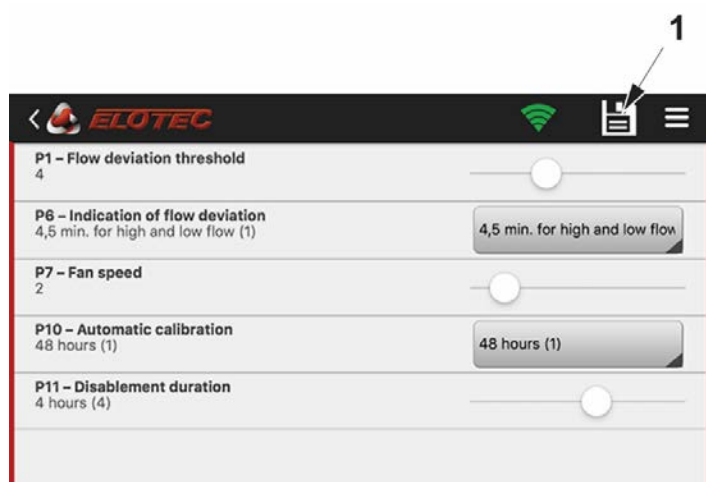 1
ELOTEC
P1 – Flow deviation threshold
4
P6 – Indication of flow deviation
4,5 min. for high and low flow (1)
4,5 min. for high and low flow
P7 – Fan speed
2
P10 – Automatic calibration
48 hours (1)
48 hours (1)
P11 – Disablement duration
4 hours (4)